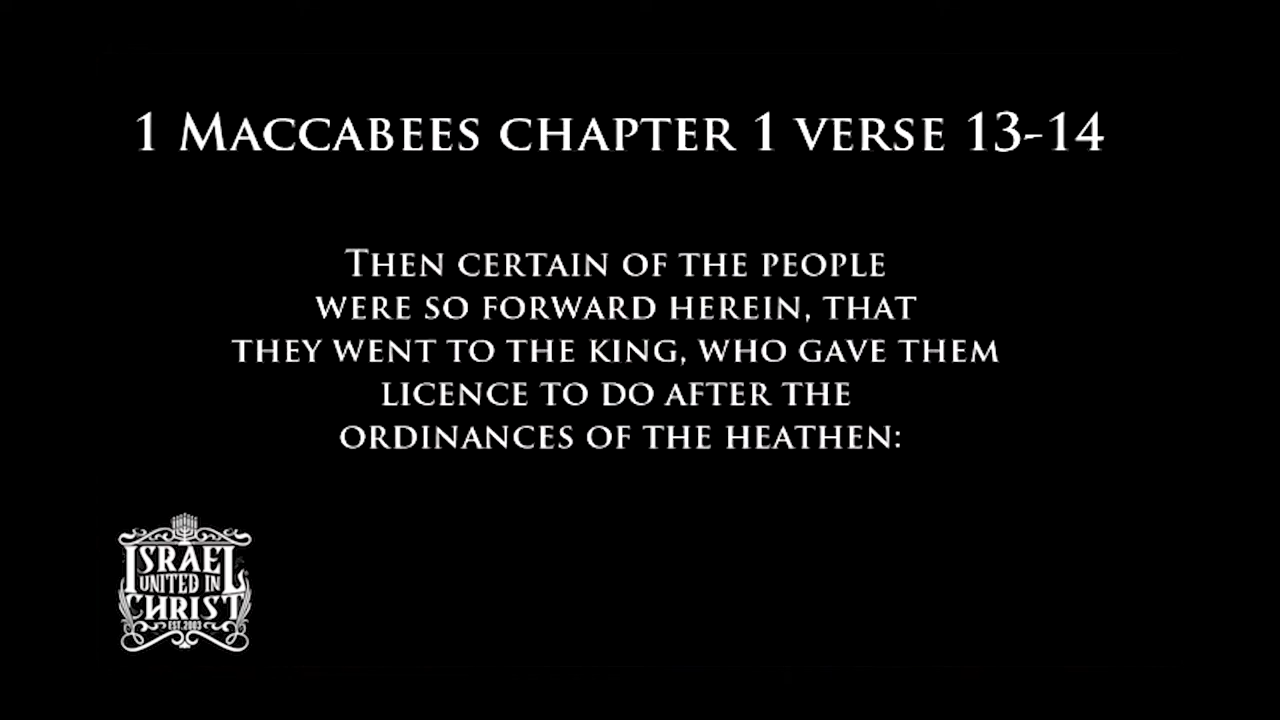 1 Maccabees chapter 1 verse 13-14
Then certain of the people
were so forward herein, that
they went to the king, who gave them
licence to do after the
ordinances of the heathen:
Israel
United in
Christ
Est. 2003